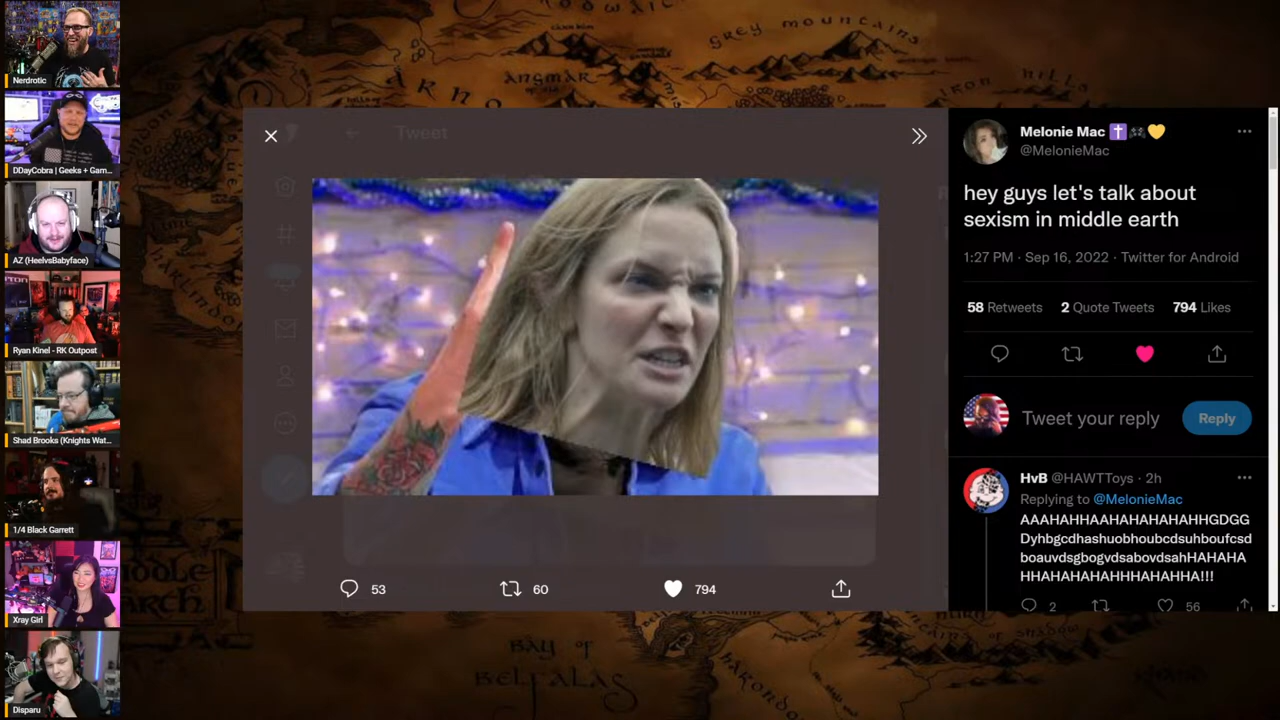 Nerdrotic
DDayCobra | Geeks + Gam...
AZ (HeelvsBabyface)
Ryan Kinel - RK Outpost
Shad Brooks (Knights Wat...
1/4 Black Garrett
Xray Girl
Disparu
GREY MOUNTAINS
ANGMAR
IRON HILLS
Tweet
53
60
794
Melonie Mac
@MelonieMac
hey guys let's talk about
sexism in middle earth
1:27 PM · Sep 16, 2022 · Twitter for Android
58 Retweets 2 Quote Tweets 794 Likes
Tweet your reply
Reply
HvB @HAWTToys · 2h
Replying to @MelonieMac
AAAHAHHAAHAHAHAHAHHGDGG
Dyhbgcdhashuobhoubcdsuhboufcsd
boauvdsgbogvdsabovdsahHAHAHA
HHAHAHAHAHHHAHAHHA!!!
2
56
BAY OF
BELFALAS